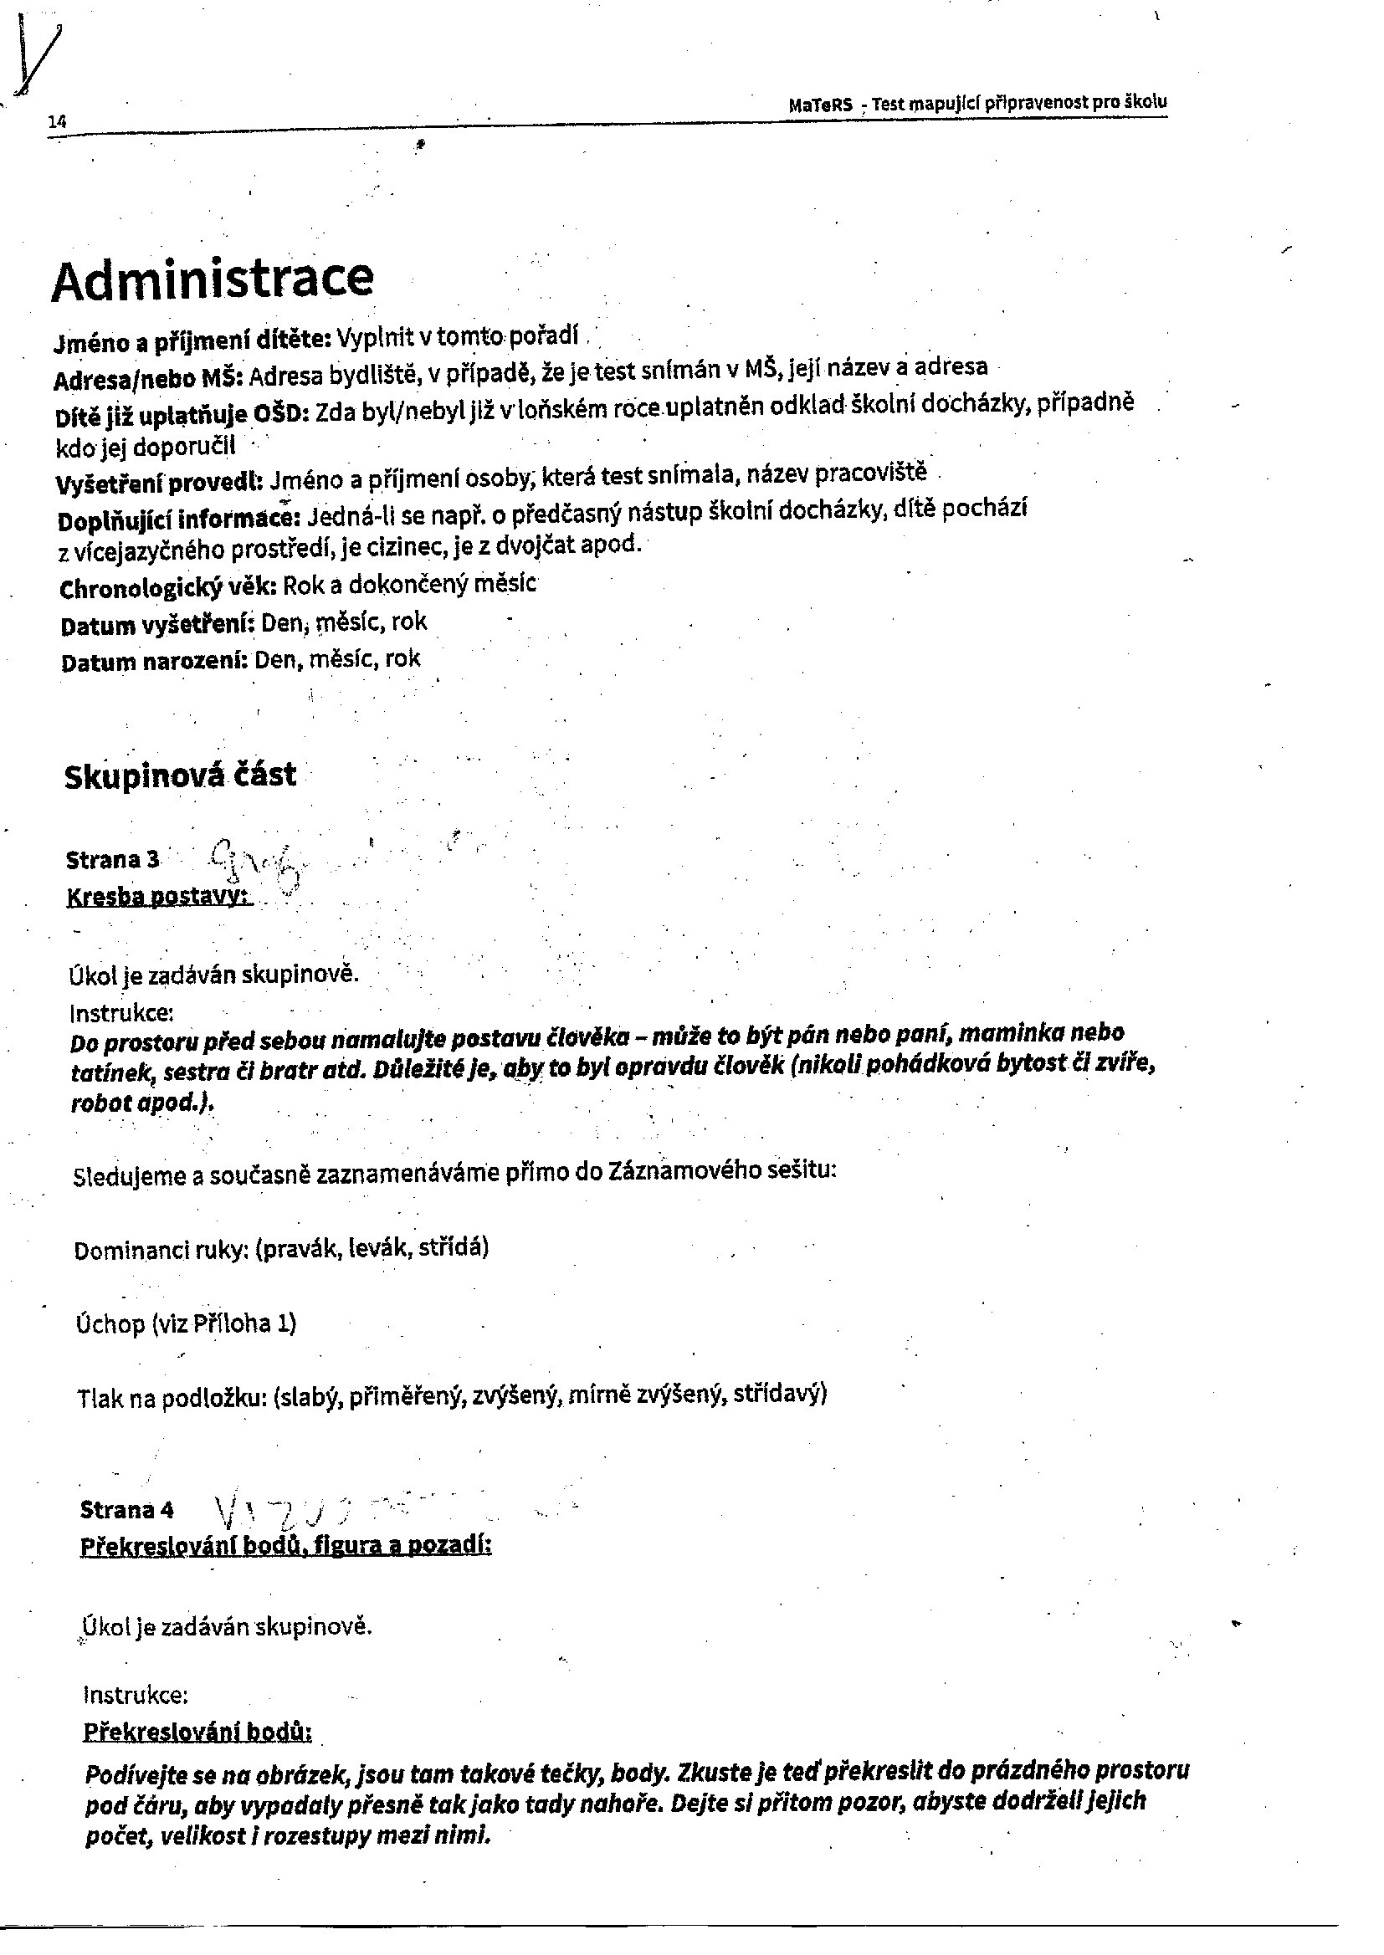 MaTeRS - Test mapující připravenost pro školu
14
Administrace
Jméno a příjmení dítěte: Vyplnit v tomto pořadí
Adresa/nebo MŠ: Adresa bydliště, v případě, že je test snímán v MŠ, její název a adresa
Dítě již uplatňuje OŠD: Zda byl/nebyl již v loňském roce uplatněn odklad školní docházky, případně
kdo jej doporučil
Vyšetření provedl: Jméno a příjmení osoby, která test snímala, název pracoviště
Doplňující informace: Jedná-li se např. o předčasný nástup školní docházky, dítě pochází
z vícejazyčného prostředí, je cizinec, je z dvojčat apod.
Chronologický věk: Rok a dokončený měsíc
Datum vyšetření: Den, měsíc, rok
Datum narození: Den, měsíc, rok
Skupinová část
Strana 3
Kresba postavy:
Úkol je zadáván skupinově.
Instrukce:
Do prostoru před sebou namalujte postavu člověka – může to být pán nebo paní, maminka nebo
tatínek, sestra či bratr atd. Důležité je, aby to byl opravdu člověk (nikoli pohádková bytost či zvíře,
robot apod.).
Sledujeme a současně zaznamenáváme přímo do Záznamového sešitu:
Dominanci ruky: (pravák, levák, střídá)
Úchop (viz Příloha 1)
Tlak na podložku: (slabý, přiměřený, zvýšený, mírně zvýšený, střídavý)
Strana 4
Překreslování bodů, figura a pozadí:
Úkol je zadáván skupinově.
Instrukce:
Překreslování bodů:
Podívejte se na obrázek, jsou tam takové tečky, body. Zkuste je teď překreslit do prázdného prostoru
pod čáru, aby vypadaly přesně tak jako tady nahoře. Dejte si přitom pozor, abyste dodrželi jejich
počet, velikost i rozestupy mezi nimi.